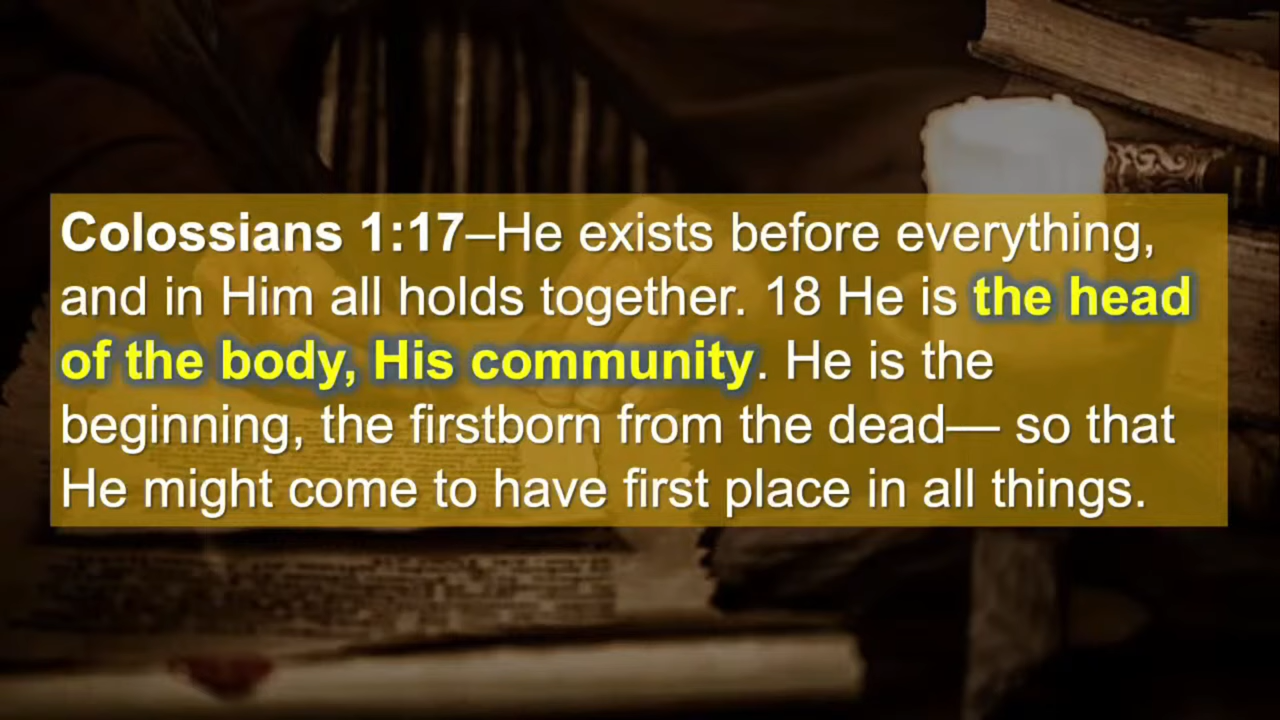 Colossians 1:17–He exists before everything,
and in Him all holds together. 18 He is the head
of the body, His community. He is the
beginning, the firstborn from the dead— so that
He might come to have first place in all things.